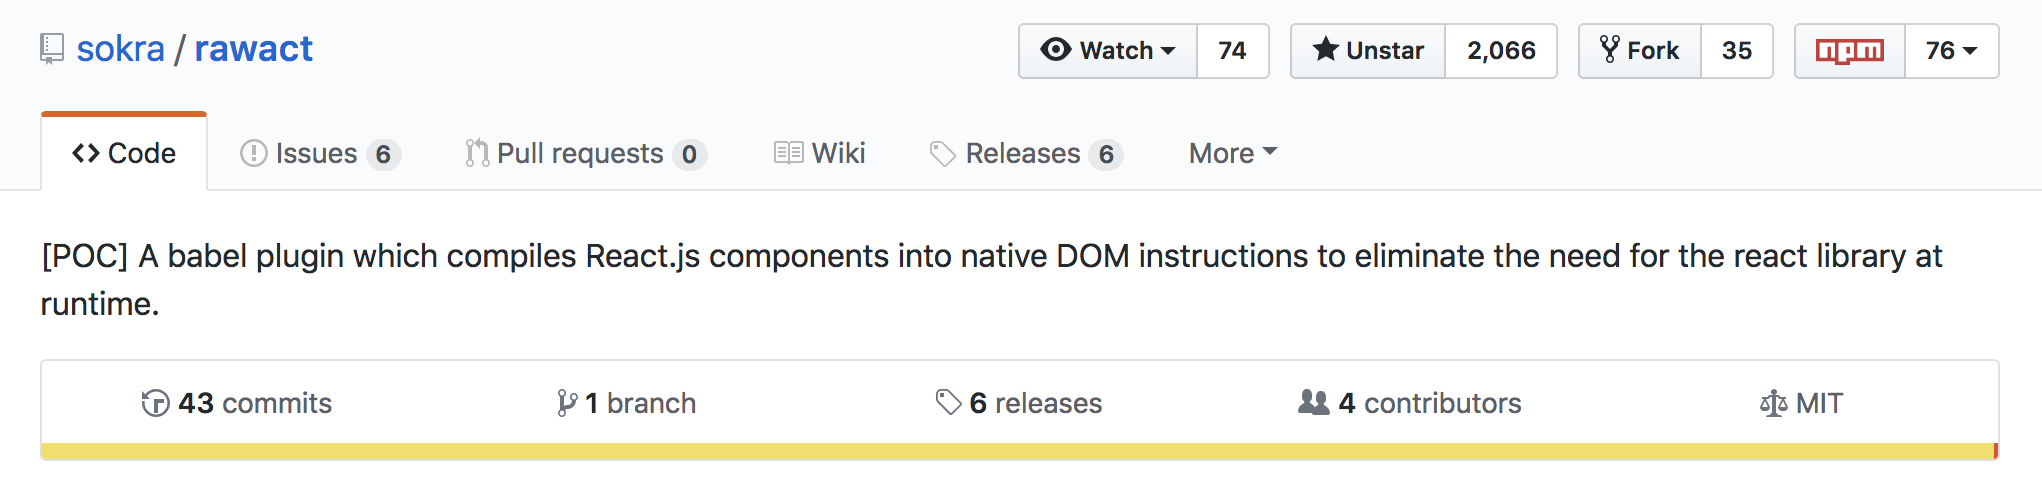 sokra / rawact Watch 74 Unstar 2,066 Fork 35 npm 76
Code Issues 6 Pull requests 0 Wiki Releases 6 More
[POC] A babel plugin which compiles React.js components into native DOM instructions to eliminate the need for the react library at
runtime.
43 commits 1 branch 6 releases 4 contributors MIT